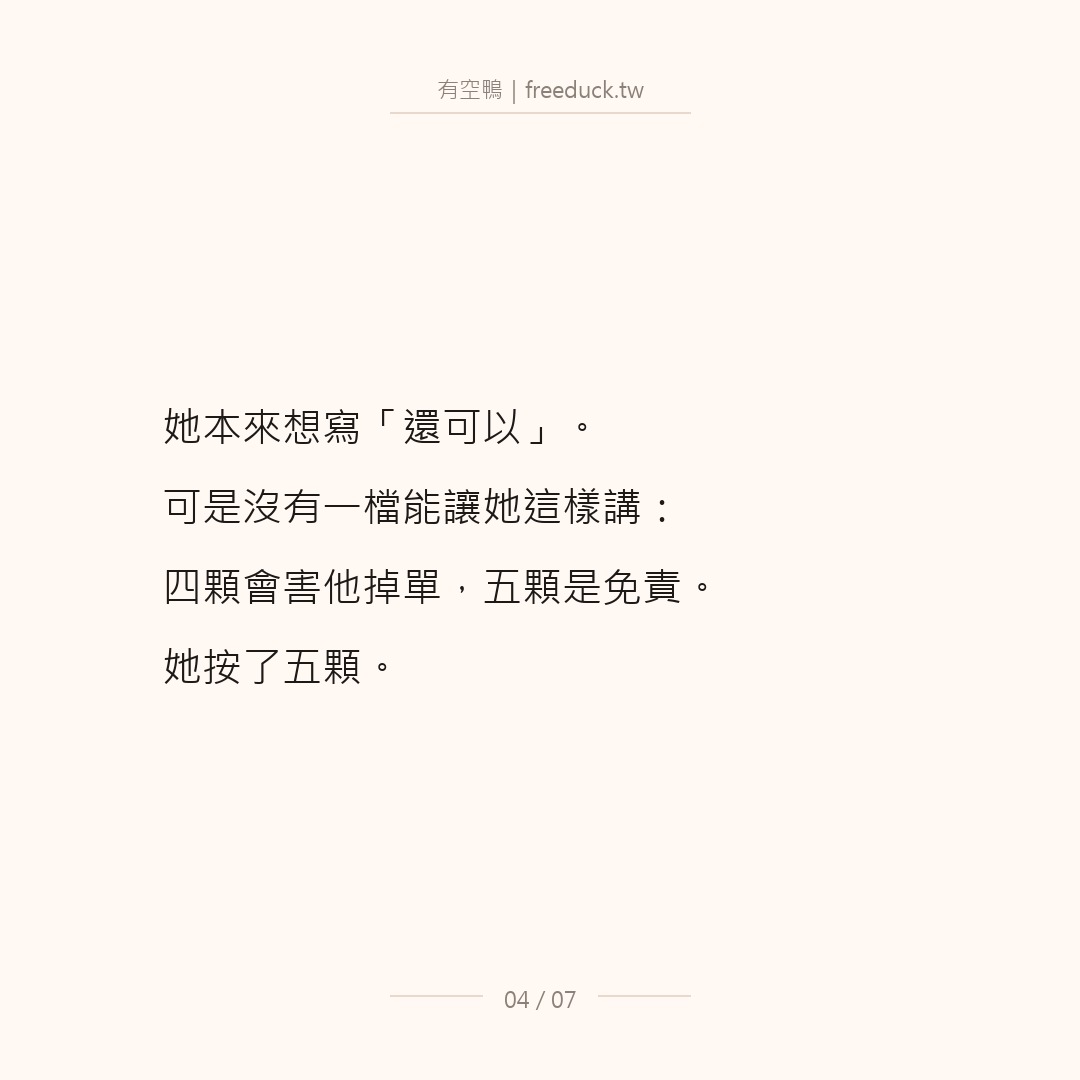 有空鴨 | freeduck.tw
她本來想寫「還可以」。
可是沒有一檔能讓她這樣講：
四顆會害他掉單，五顆是免責。
她按了五顆。
04 / 07